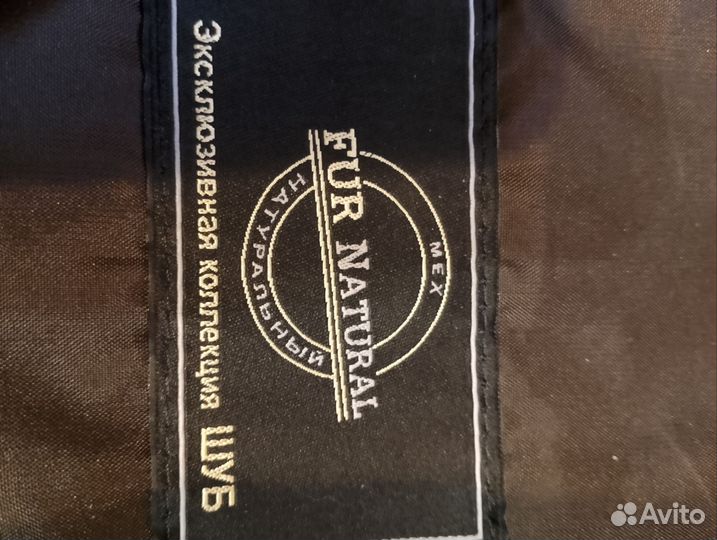 МЕХ
FUR NATURAL
НАТУРАЛЬНЫЙ
Эксклюзивная коллекция ШУБ
Avito